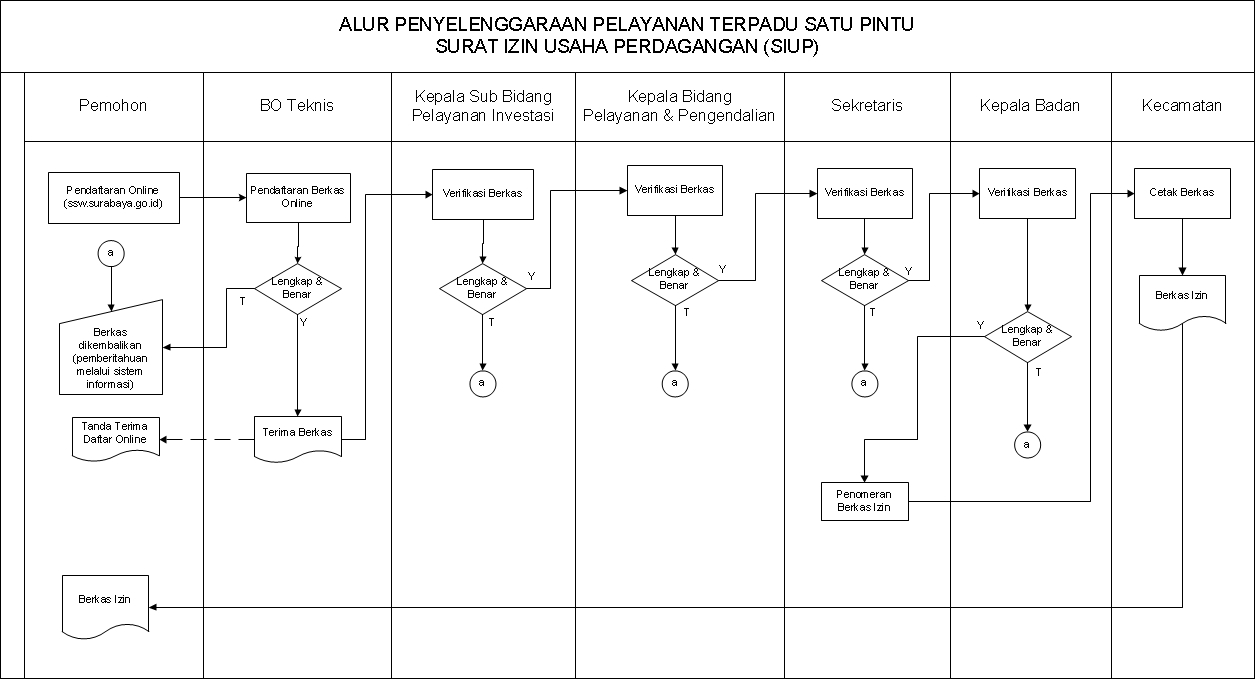 ALUR PENYELENGGARAAN PELAYANAN TERPADU SATU PINTU
SURAT IZIN USAHA PERDAGANGAN (SIUP)
Pemohon
BO Teknis
Kepala Sub Bidang
Pelayanan Investasi
Kepala Bidang
Pelayanan & Pengendalian
Sekretaris
Kepala Badan
Kecamatan
Pendaftaran Online
(ssw.surabaya.go.id)
a
Berkas
dikembalikan
(pemberitahuan
melalui sistem
informasi)
Tanda Terima
Daftar Online
Berkas Izin
Pendaftaran Berkas
Online
Lengkap &
Benar
T
Y
Terima Berkas
Verifikasi Berkas
Lengkap &
Benar
Y
T
a
Verifikasi Berkas
Lengkap &
Benar
Y
T
a
Verifikasi Berkas
Lengkap &
Benar
Y
T
a
Penomeran
Berkas Izin
Verifikasi Berkas
Y
Lengkap &
Benar
T
a
Cetak Berkas
Berkas Izin